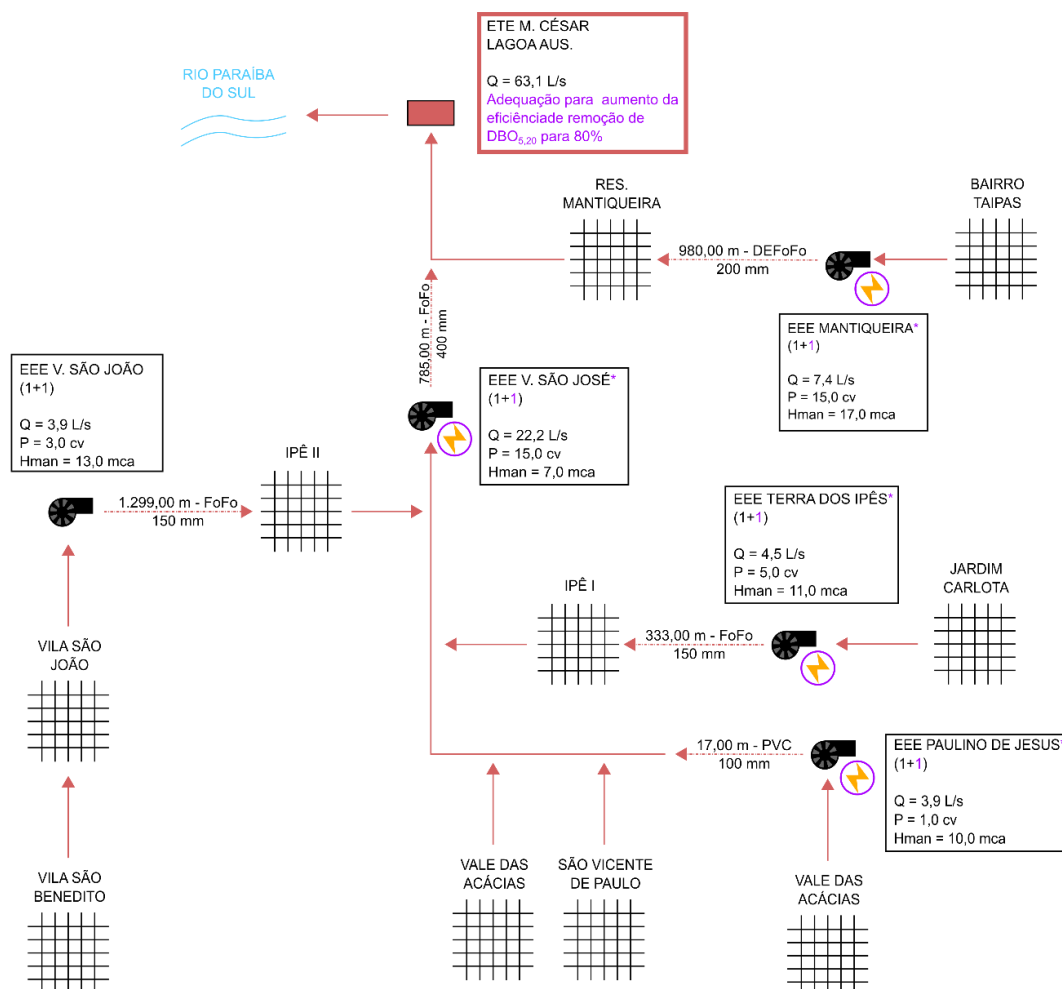 ETE M. CÉSAR
LAGOA AUS.
Q = 63,1 L/s
Adequação para aumento da
eficiênciade remoção de
DBO5,20 para 80%
RIO PARAÍBA
DO SUL
RES.
MANTIQUEIRA
BAIRRO
TAIPAS
980,00 m - DEFoFo
200 mm
EEE MANTIQUEIRA*
(1+1)
Q = 7,4 L/s
P = 15,0 cv
Hman = 17,0 mca
785,00 m - FoFo
400 mm
EEE V. SÃO JOÃO
(1+1)
Q = 3,9 L/s
P = 3,0 cv
Hman = 13,0 mca
EEE V. SÃO JOSÉ*
(1+1)
Q = 22,2 L/s
P = 15,0 cv
Hman = 7,0 mca
IPÊ II
1.299,00 m - FoFo
150 mm
EEE TERRA DOS IPÊS*
(1+1)
Q = 4,5 L/s
P = 5,0 cv
Hman = 11,0 mca
JARDIM
CARLOTA
IPÊ I
333,00 m - FoFo
150 mm
VILA SÃO
JOÃO
17,00 m - PVC
100 mm
EEE PAULINO DE JESUS*
(1+1)
Q = 3,9 L/s
P = 1,0 cv
Hman = 10,0 mca
VILA SÃO
BENEDITO
VALE DAS
ACÁCIAS
SÃO VICENTE
DE PAULO
VALE DAS
ACÁCIAS